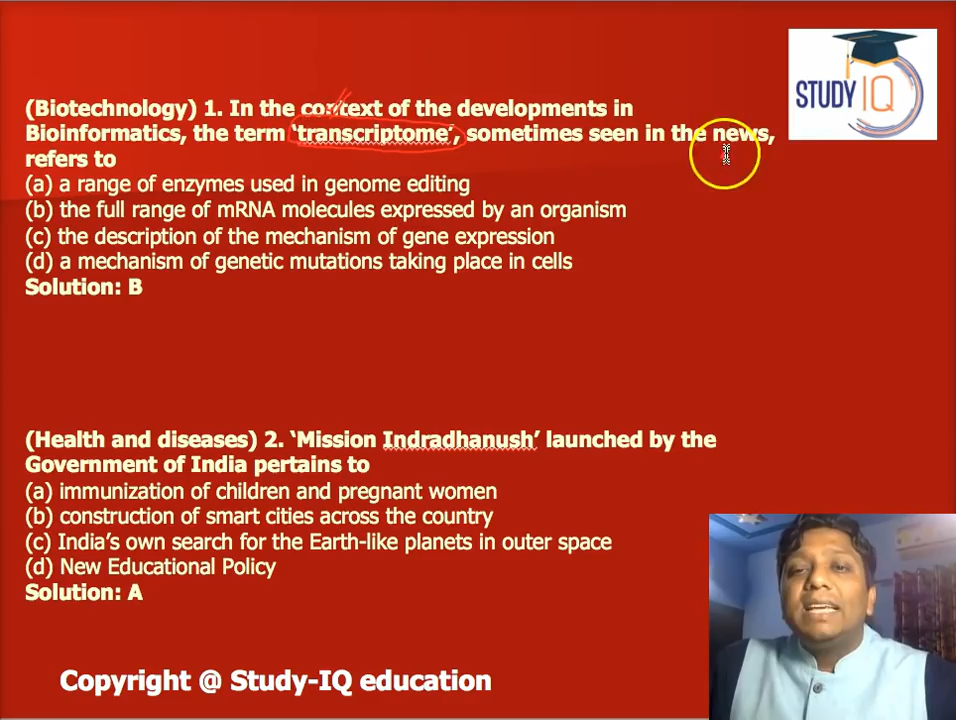 STUDY IQ
(Biotechnology) 1. In the context of the developments in
Bioinformatics, the term ‘transcriptome’, sometimes seen in the news,
refers to
(a) a range of enzymes used in genome editing
(b) the full range of mRNA molecules expressed by an organism
(c) the description of the mechanism of gene expression
(d) a mechanism of genetic mutations taking place in cells
Solution: B
(Health and diseases) 2. ‘Mission Indradhanush’ launched by the
Government of India pertains to
(a) immunization of children and pregnant women
(b) construction of smart cities across the country
(c) India’s own search for the Earth-like planets in outer space
(d) New Educational Policy
Solution: A
Copyright @ Study-IQ education